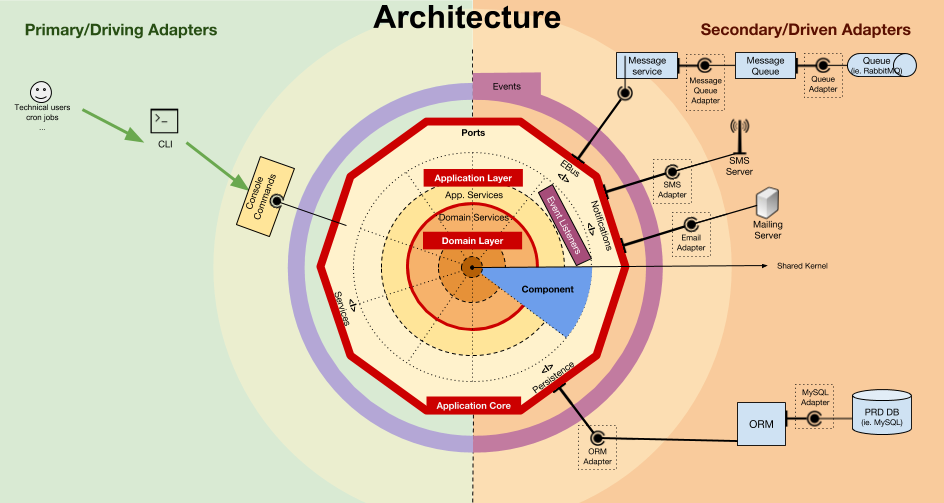 Architecture
Primary/Driving Adapters
Secondary/Driven Adapters
Technical users
cron jobs
...
>_
CLI
Console
Commands
Events
Ports
Application Layer
App. Services
Domain Services
Domain Layer
Component
Application Core
</>
Services
EBus
</>
Event Listeners
</>
Notifications
</>
Persistence
Message
service
Message
Queue
Adapter
Message
Queue
Queue
Adapter
Queue
(ie. RabbitMQ)
SMS
Adapter
SMS
Server
Email
Adapter
Mailing
Server
Shared Kernel
ORM
Adapter
ORM
MySQL
Adapter
PRD DB
(ie. MySQL)